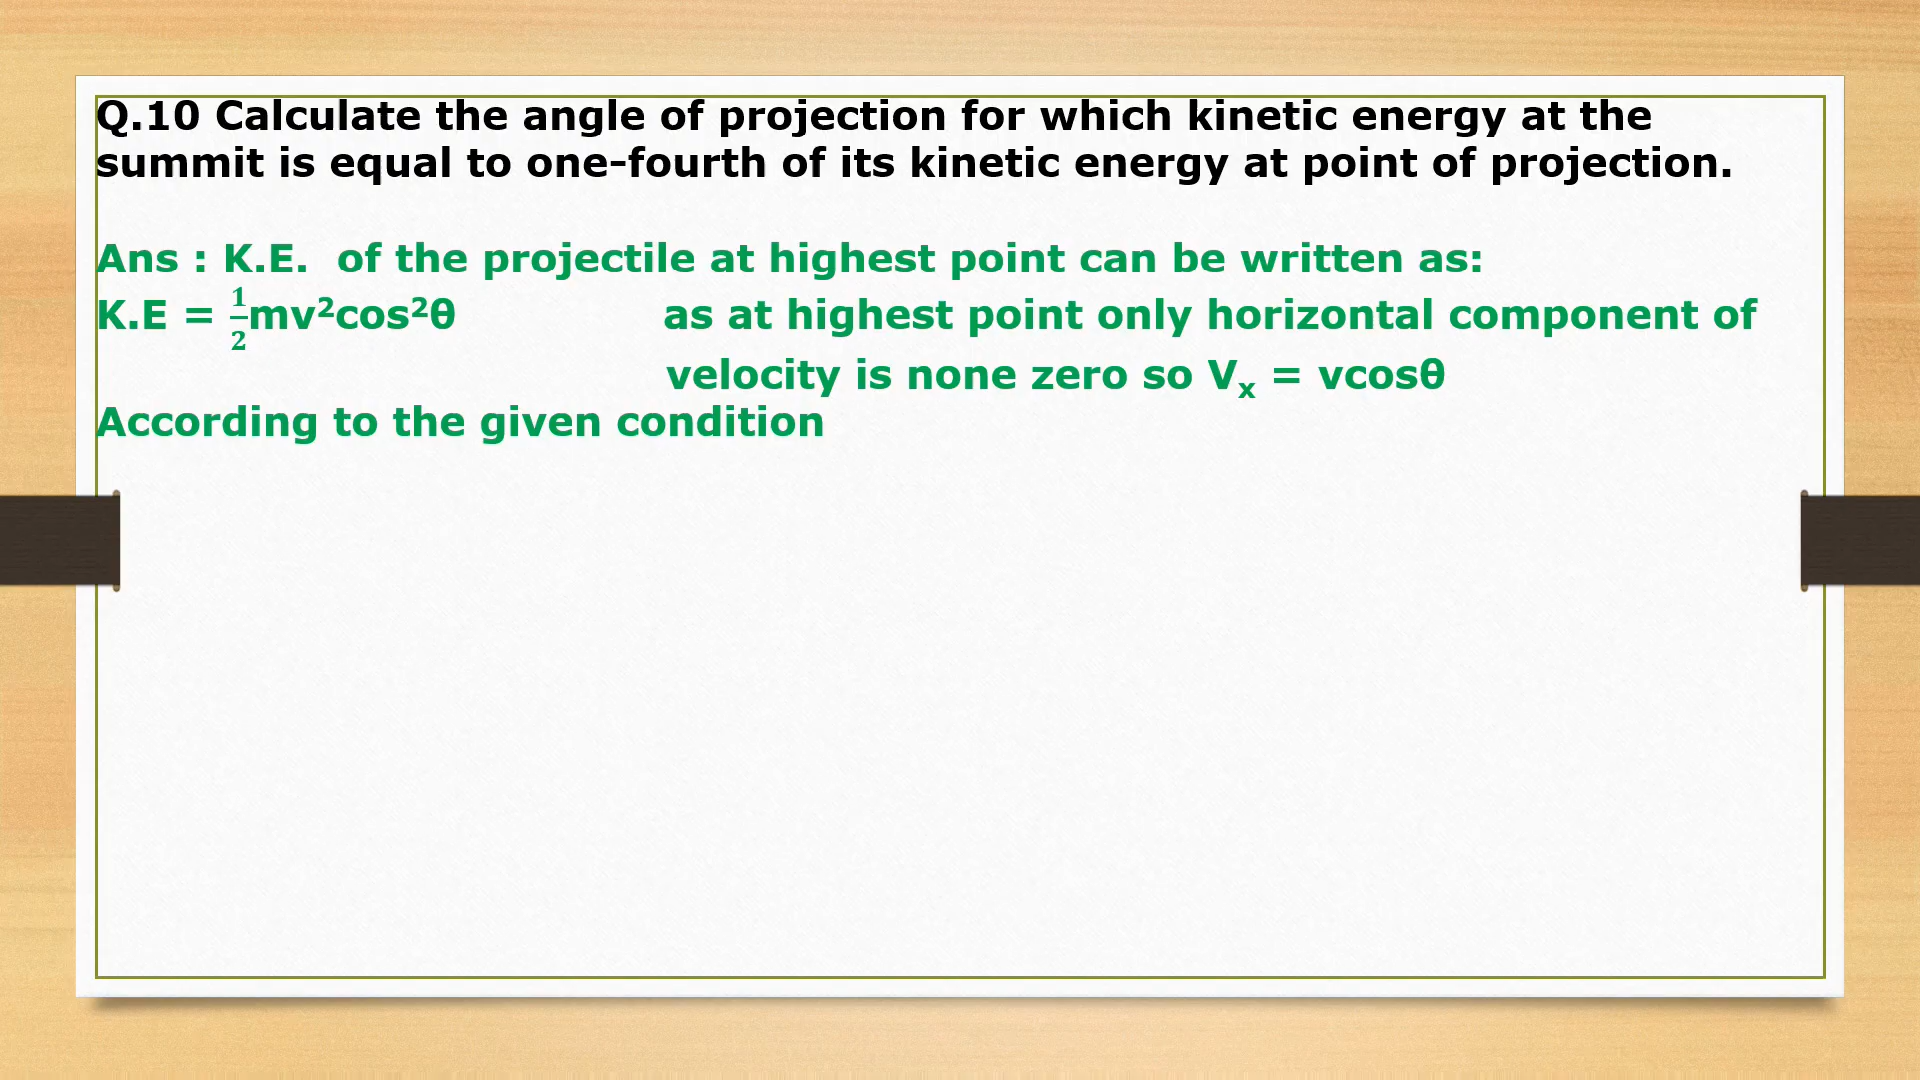 Q.10 Calculate the angle of projection for which kinetic energy at the
summit is equal to one-fourth of its kinetic energy at point of projection.
Ans : K.E.  of the projectile at highest point can be written as:
K.E = 1/2 mv²cos²θ as at highest point only horizontal component of
velocity is none zero so Vₓ = vcosθ
According to the given condition